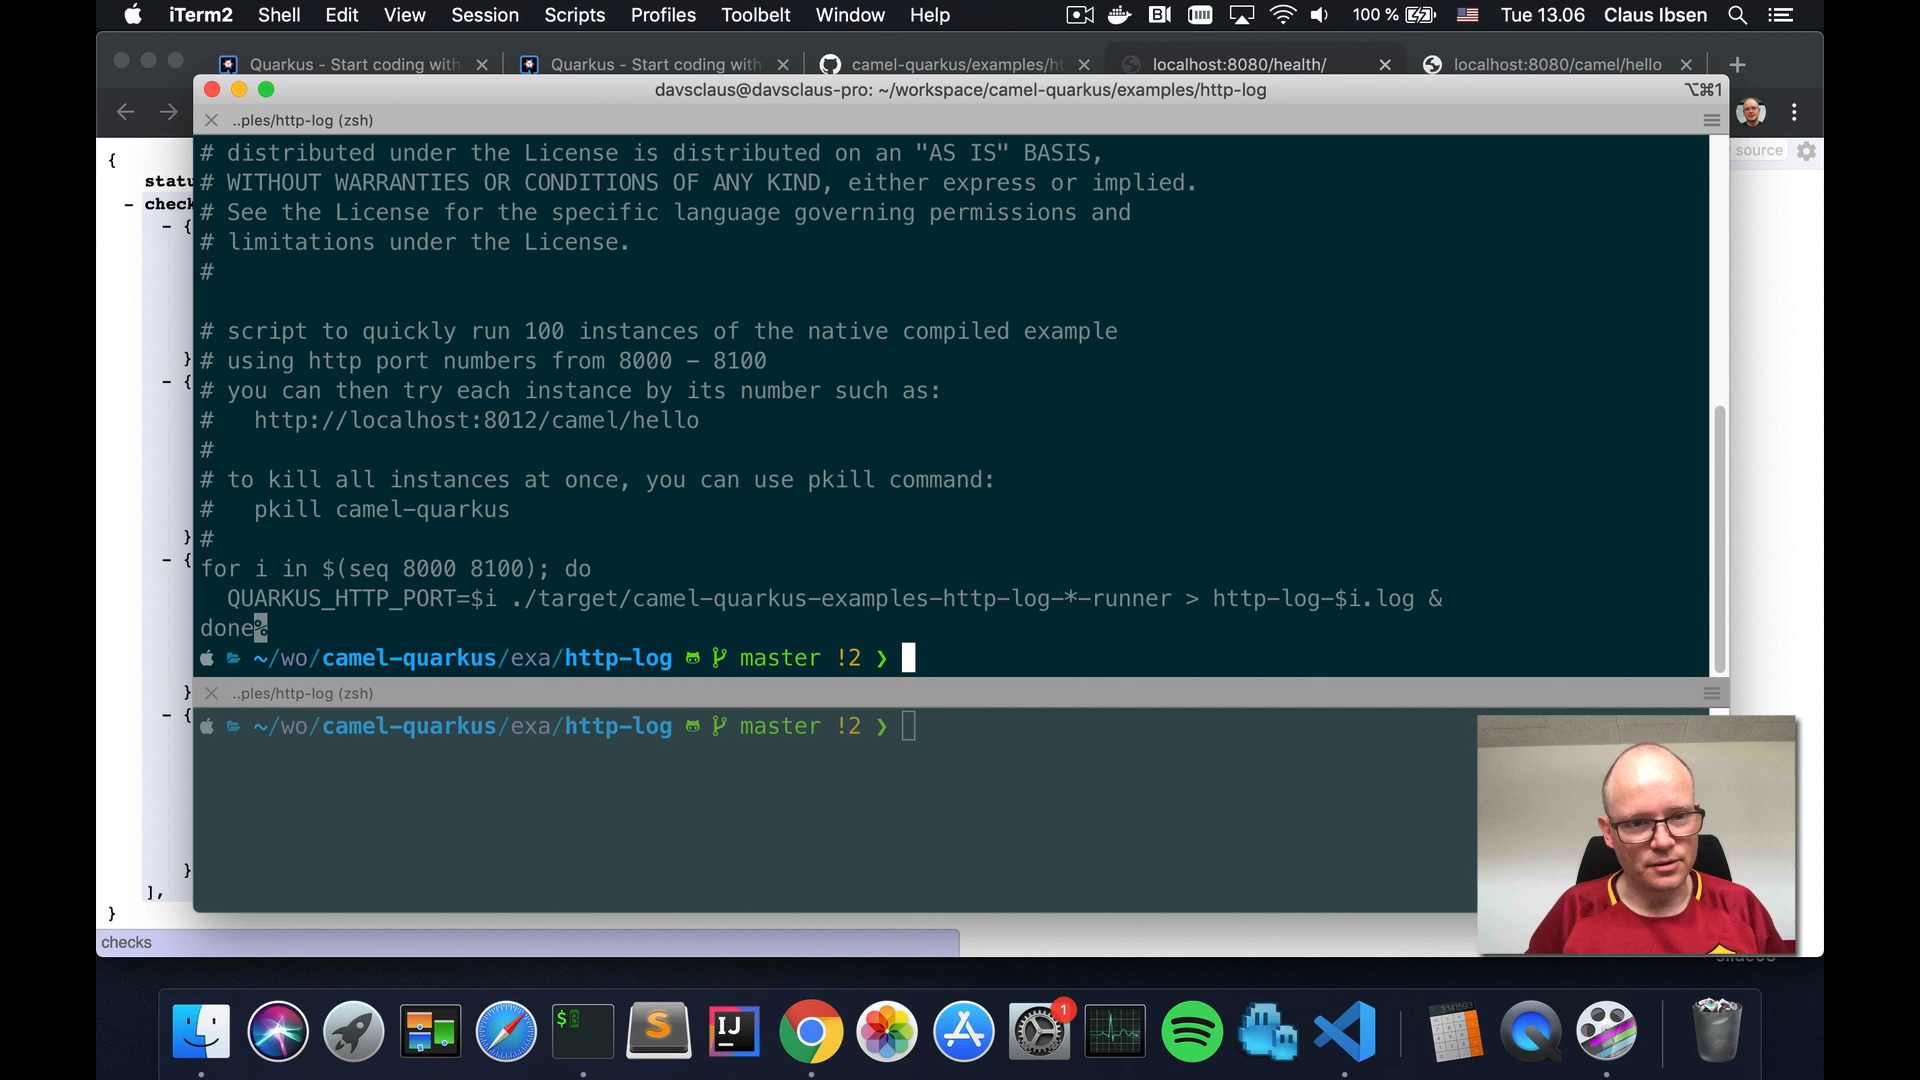 iTerm2 Shell Edit View Session Scripts Profiles Toolbelt Window Help 100 % Tue 13.06 Claus Ibsen
Quarkus - Start coding with
Quarkus - Start coding with
camel-quarkus/examples/ht
localhost:8080/health/
localhost:8080/camel/hello
davsclaus@davsclaus-pro: ~/workspace/camel-quarkus/examples/http-log
⌥⌘1
..ples/http-log (zsh)
source
# distributed under the License is distributed on an "AS IS" BASIS,
# WITHOUT WARRANTIES OR CONDITIONS OF ANY KIND, either express or implied.
# See the License for the specific language governing permissions and
# limitations under the License.
#
# script to quickly run 100 instances of the native compiled example
# using http port numbers from 8000 - 8100
# you can then try each instance by its number such as:
#   http://localhost:8012/camel/hello
#
# to kill all instances at once, you can use pkill command:
#   pkill camel-quarkus
#
for i in $(seq 8000 8100); do
  QUARKUS_HTTP_PORT=$i ./target/camel-quarkus-examples-http-log-*-runner > http-log-$i.log &
done%
~/wo/camel-quarkus/exa/http-log master !2 ❯
..ples/http-log (zsh)
~/wo/camel-quarkus/exa/http-log master !2 ❯
{
statu
- check
- {
}
- {
}
- {
}
- {
}
],
}
checks
1